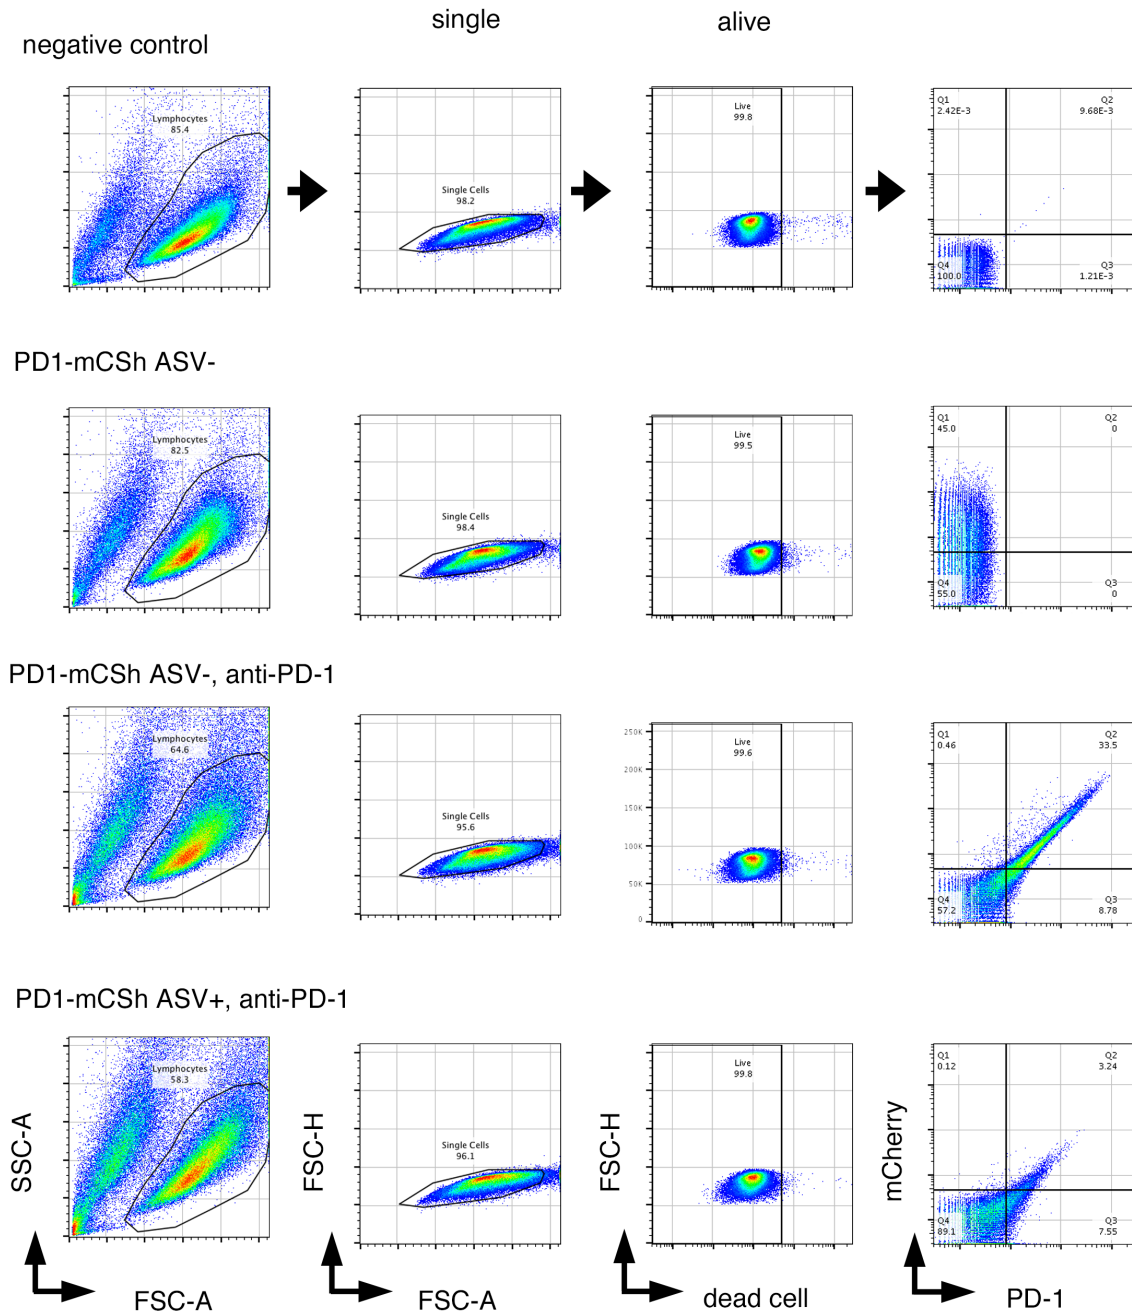 single
alive
negative control
Lymphocytes
85.4
Single Cells
98.2
Live
99.8
Q1
2.42E-3
Q2
9.68E-3
Q4
100.0
Q3
1.21E-3
PD1-mCSh ASV-
Lymphocytes
82.5
Single Cells
98.4
Live
99.5
Q1
45.0
Q2
0
Q4
55.0
Q3
0
PD1-mCSh ASV-, anti-PD-1
Lymphocytes
64.6
Single Cells
95.6
250K
200K
150K
100K
50K
0
Live
99.6
Q1
0.46
Q2
33.5
Q4
57.2
Q3
8.78
PD1-mCSh ASV+, anti-PD-1
Lymphocytes
58.3
Single Cells
96.1
Live
99.8
Q1
0.12
Q2
3.24
Q4
89.1
Q3
7.55
SSC-A
FSC-A
FSC-H
FSC-A
FSC-H
dead cell
mCherry
PD-1